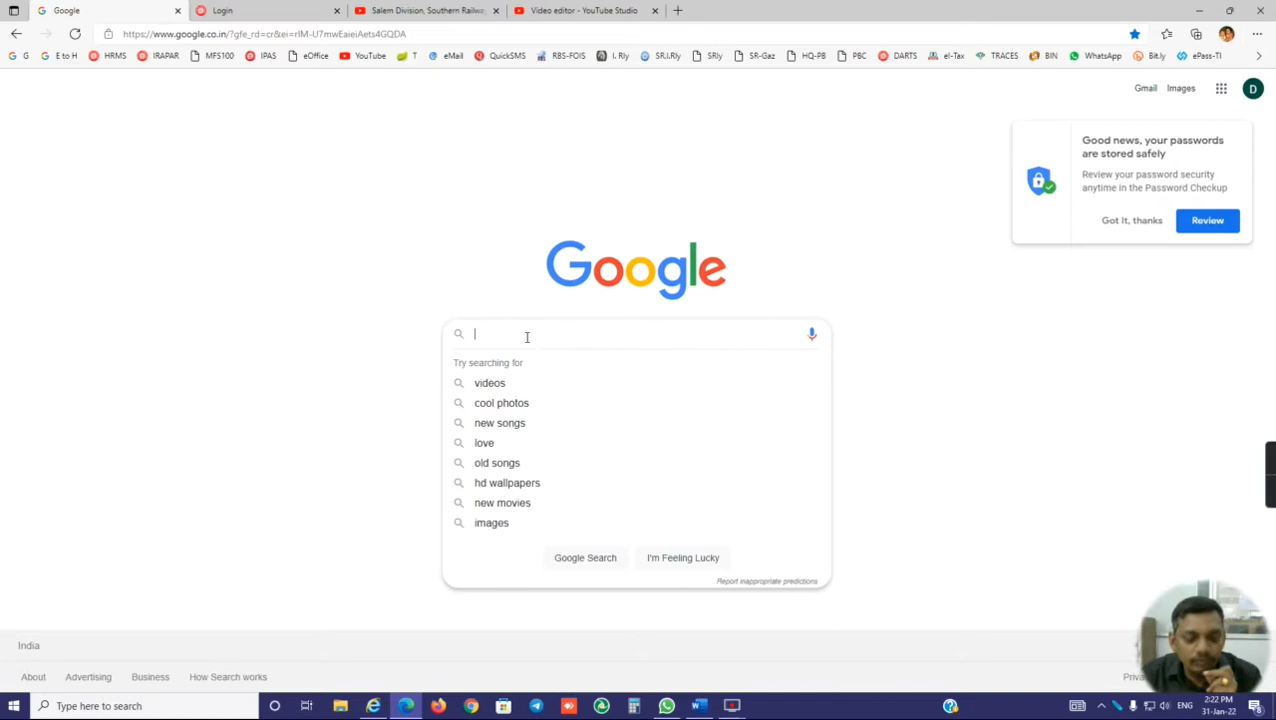 Google
Login
Salem Division, Southern Railway
Video editor - YouTube Studio
https://www.google.co.in/?gfe_rd=cr&ei=rIM-U7mwEaieiAets4GQDA
G
E to H
HRMS
IRAPAR
MF5100
IPAS
eOffice
YouTube
T
eMail
QuickSMS
RBS-FOIS
I. Rly
SR.I.Rly
SRly
SR-Gaz
HQ-PB
PBC
DARTS
eI-Tax
TRACES
BIN
WhatsApp
Bit.ly
ePass-TI
Gmail
Images
D
Good news, your passwords
are stored safely
Review your password security
anytime in the Password Checkup
Got It, thanks
Review
Google
Try searching for
videos
cool photos
new songs
love
old songs
hd wallpapers
new movies
images
Google Search
I'm Feeling Lucky
Report inappropriate predictions
India
About
Advertising
Business
How Search works
Type here to search
ENG
2:22 PM
31-Jan-22